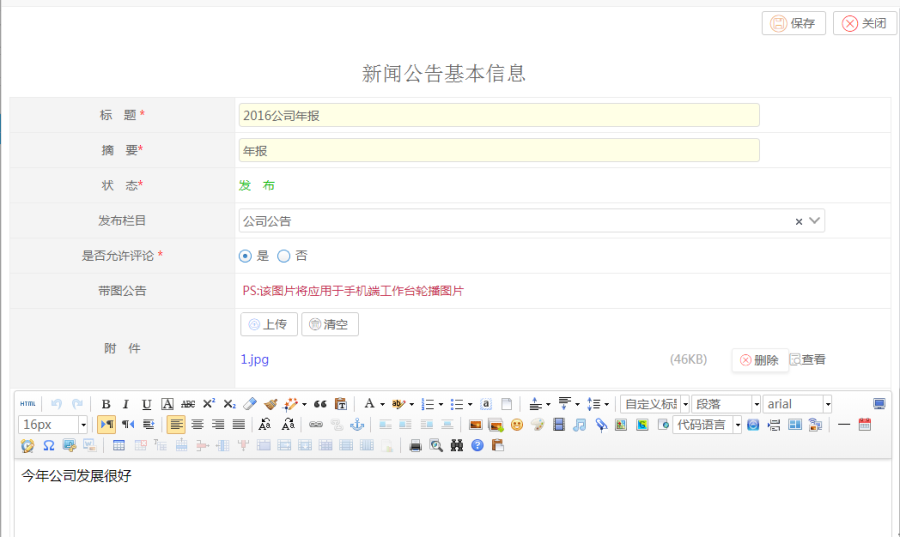 保存 关闭
新闻公告基本信息
标 题 * 2016公司年报
摘 要* 年报
状 态* 发 布
发布栏目 公司公告
是否允许评论 * 是 否
带图公告 PS:该图片将应用于手机端工作台轮播图片
附 件 上传 清空
1.jpg (46KB) 删除 查看
HTML B I U A ABC X² X₂ A ab a 自定义标题 段落 arial
16px 代码语言
今年公司发展很好